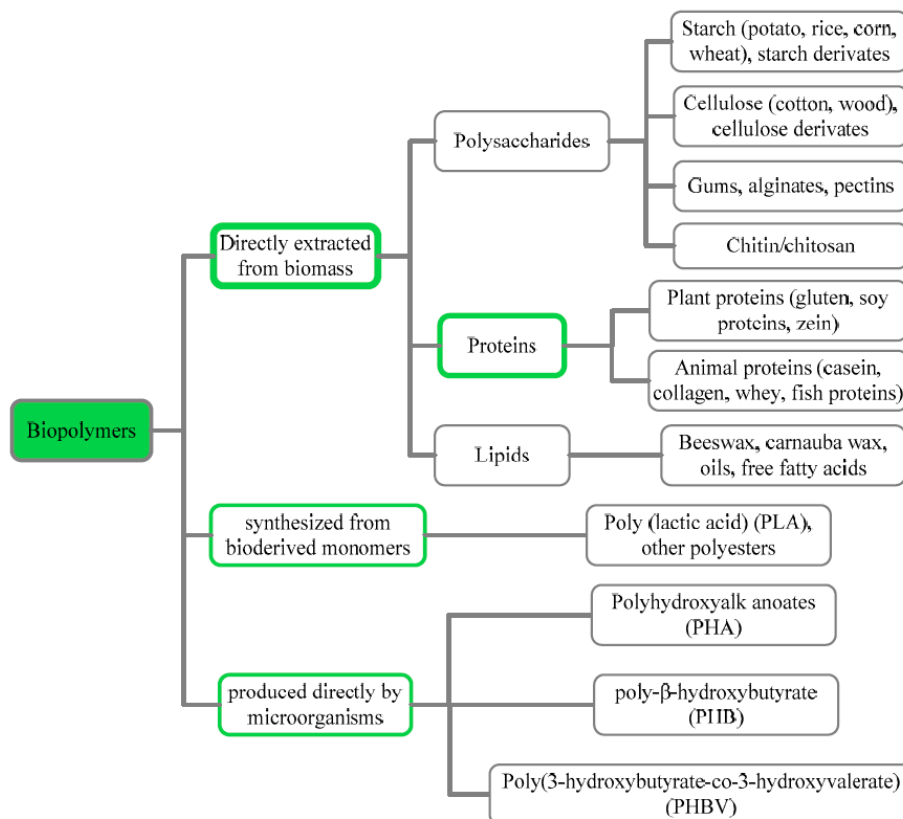 Starch (potato, rice, corn,
wheat), starch derivates
Cellulose (cotton, wood),
cellulose derivates
Polysaccharides
Gums, alginates, pectins
Directly extracted
from biomass
Chitin/chitosan
Plant proteins (gluten, soy
proteins, zein)
Proteins
Animal proteins (casein,
collagen, whey, fish proteins)
Biopolymers
Lipids
Beeswax, carnauba wax,
oils, free fatty acids
synthesized from
bioderived monomers
Poly (lactic acid) (PLA),
other polyesters
Polyhydroxyalk anoates
(PHA)
produced directly by
microorganisms
poly-β-hydroxybutyrate
(PHB)
Poly(3-hydroxybutyrate-co-3-hydroxyvalerate)
(PHBV)